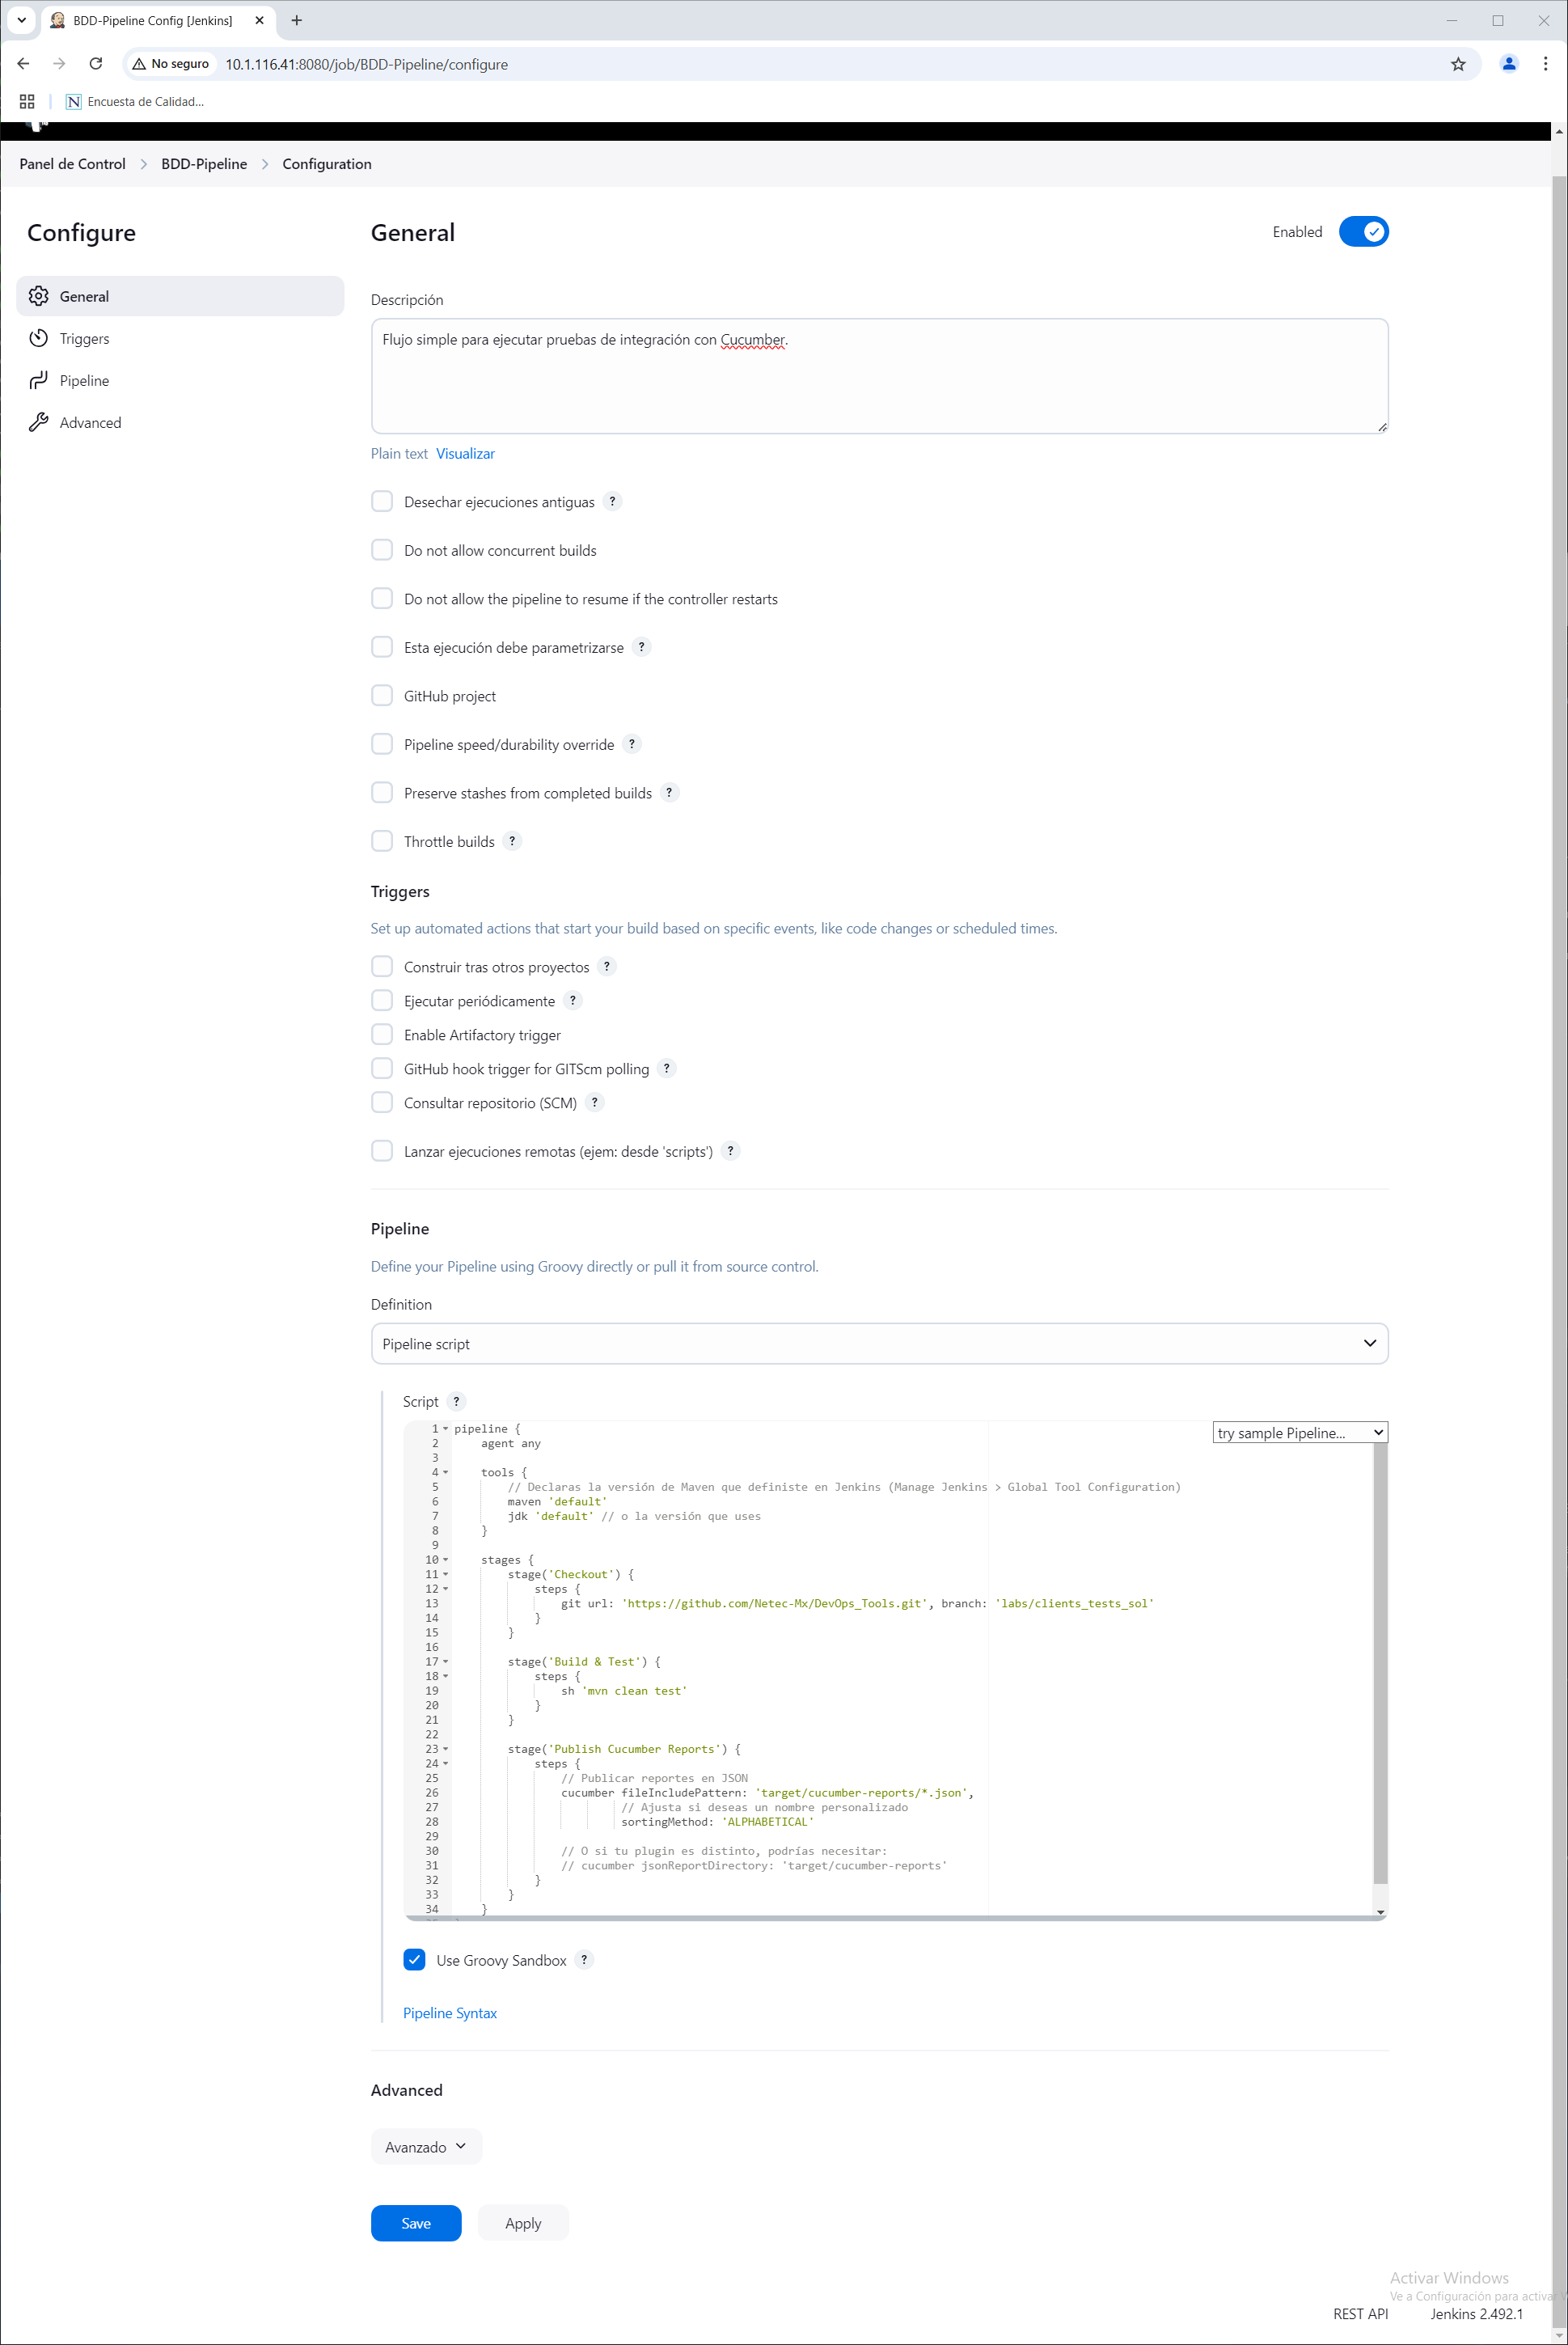 BDD-Pipeline Config [Jenkins]
No seguro
10.1.116.41:8080/job/BDD-Pipeline/configure
N Encuesta de Calidad...
Panel de Control > BDD-Pipeline > Configuration
Configure
General
Triggers
Pipeline
Advanced
General
Enabled
Descripción
Flujo simple para ejecutar pruebas de integración con Cucumber.
Plain text Visualizar
Desechar ejecuciones antiguas ?
Do not allow concurrent builds
Do not allow the pipeline to resume if the controller restarts
Esta ejecución debe parametrizarse ?
GitHub project
Pipeline speed/durability override ?
Preserve stashes from completed builds ?
Throttle builds ?
Triggers
Set up automated actions that start your build based on specific events, like code changes or scheduled times.
Construir tras otros proyectos ?
Ejecutar periódicamente ?
Enable Artifactory trigger
GitHub hook trigger for GITScm polling ?
Consultar repositorio (SCM) ?
Lanzar ejecuciones remotas (ejem: desde 'scripts') ?
Pipeline
Define your Pipeline using Groovy directly or pull it from source control.
Definition
Pipeline script
Script ?
try sample Pipeline...
1 pipeline {
2 agent any
3
4 tools {
5 // Declaras la versión de Maven que definiste en Jenkins (Manage Jenkins > Global Tool Configuration)
6 maven 'default'
7 jdk 'default' // o la versión que uses
8 }
9
10 stages {
11 stage('Checkout') {
12 steps {
13 git url: 'https://github.com/Netec-Mx/DevOps_Tools.git', branch: 'labs/clients_tests_sol'
14 }
15 }
16
17 stage('Build & Test') {
18 steps {
19 sh 'mvn clean test'
20 }
21 }
22
23 stage('Publish Cucumber Reports') {
24 steps {
25 // Publicar reportes en JSON
26 cucumber fileIncludePattern: 'target/cucumber-reports/*.json',
27 // Ajusta si deseas un nombre personalizado
28 sortingMethod: 'ALPHABETICAL'
29
30 // O si tu plugin es distinto, podrías necesitar:
31 // cucumber jsonReportDirectory: 'target/cucumber-reports'
32 }
33 }
34 }
Use Groovy Sandbox ?
Pipeline Syntax
Advanced
Avanzado
Save
Apply
Activar Windows
Ve a Configuración para activar
REST API
Jenkins 2.492.1